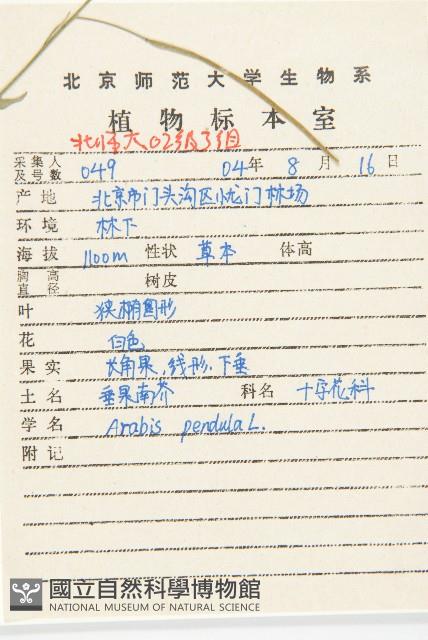 北京师范大学生物系
植物标本室
北师大02级3组
采集人及号数 049 04年 8月 16日
产地 北京市门头沟区小龙门林场
环境 林下
海拔 1100m 性状 草本 体高
胸高直径 树皮
叶 狭椭圆形
花 白色
果实 长角果,线形,下垂
土名 垂果南芥 科名 十字花科
学名 Arabis pendula L.
附记
國立自然科學博物館
NATIONAL MUSEUM OF NATURAL SCIENCE